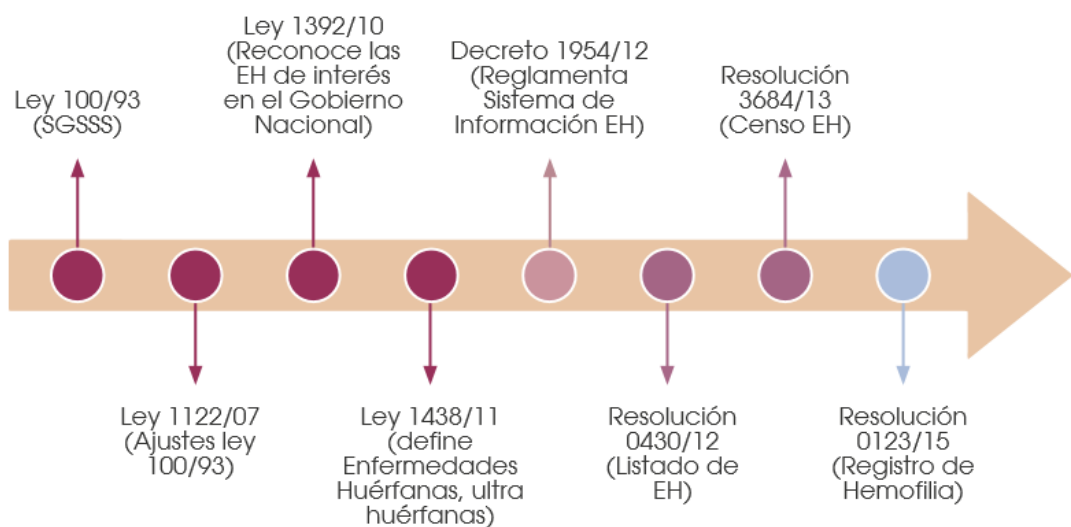 Ley 100/93
(SGSSS)
Ley 1392/10
(Reconoce las
EH de interés
en el Gobierno
Nacional)
Decreto 1954/12
(Reglamenta
Sistema de
Información EH)
Resolución
3684/13
(Censo EH)
Ley 1122/07
(Ajustes ley
100/93)
Ley 1438/11
(define
Enfermedades
Huérfanas, ultra
huérfanas)
Resolución
0430/12
(Listado de
EH)
Resolución
0123/15
(Registro de
Hemofilia)